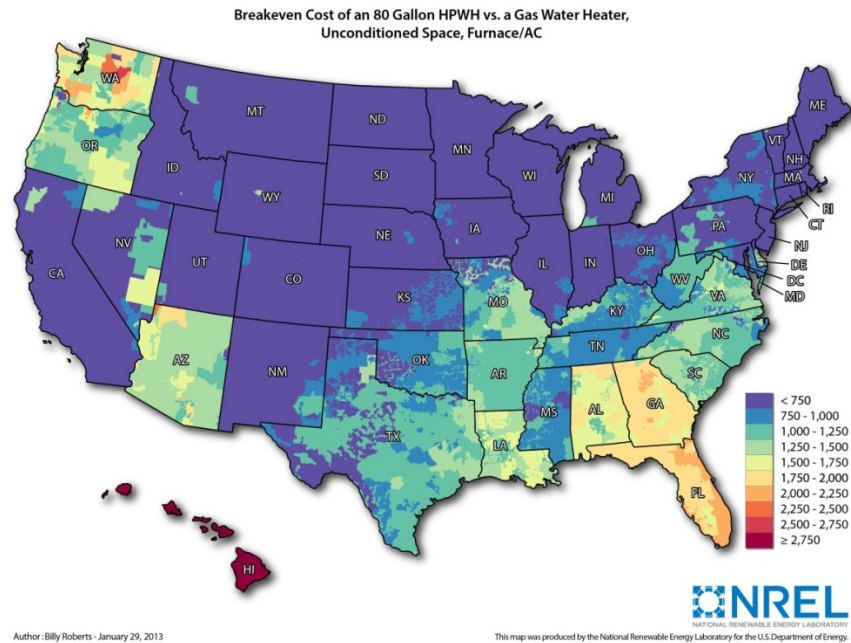 Breakeven Cost of an 80 Gallon HPWH vs. a Gas Water Heater,
Unconditioned Space, Furnace/AC
WA
MT
ND
MN
ME
VT
NH
OR
ID
SD
WI
MI
NY
MA
RI
CT
WY
IA
PA
NJ
NV
NE
OH
DE
DC
MD
CA
UT
CO
IL
IN
WV
VA
KS
MO
KY
NC
AZ
NM
OK
AR
TN
SC
MS
AL
GA
TX
LA
FL
HI
< 750
750 - 1,000
1,000 - 1,250
1,250 - 1,500
1,500 - 1,750
1,750 - 2,000
2,000 - 2,250
2,250 - 2,500
2,500 - 2,750
≥ 2,750
NREL
NATIONAL RENEWABLE ENERGY LABORATORY
Author : Billy Roberts - January 29, 2013
This map was produced by the National Renewable Energy Laboratory for the U.S. Department of Energy.